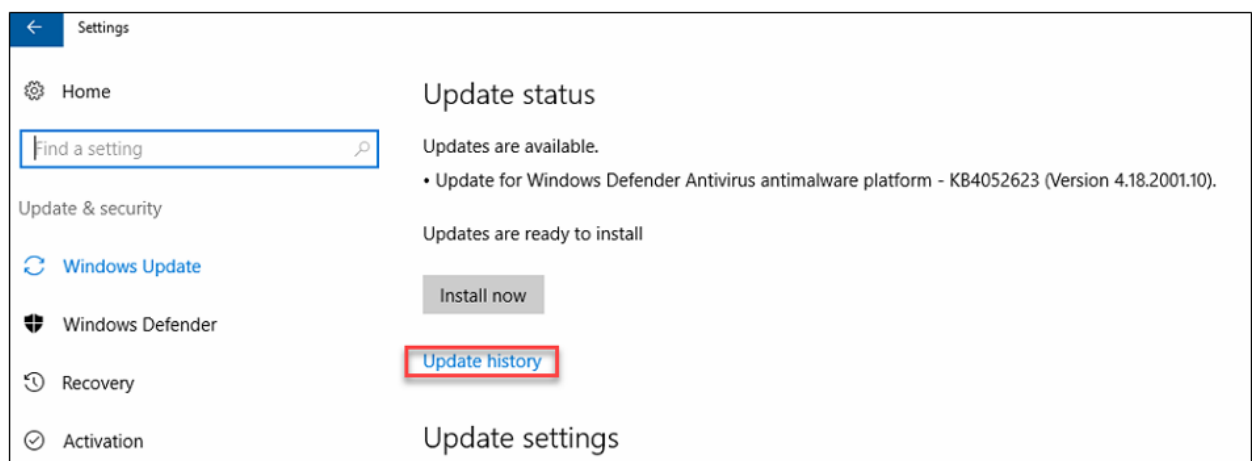 Settings
Home
Find a setting
Update & security
Windows Update
Windows Defender
Recovery
Activation
Update status
Updates are available.
• Update for Windows Defender Antivirus antimalware platform - KB4052623 (Version 4.18.2001.10).
Updates are ready to install
Install now
Update history
Update settings